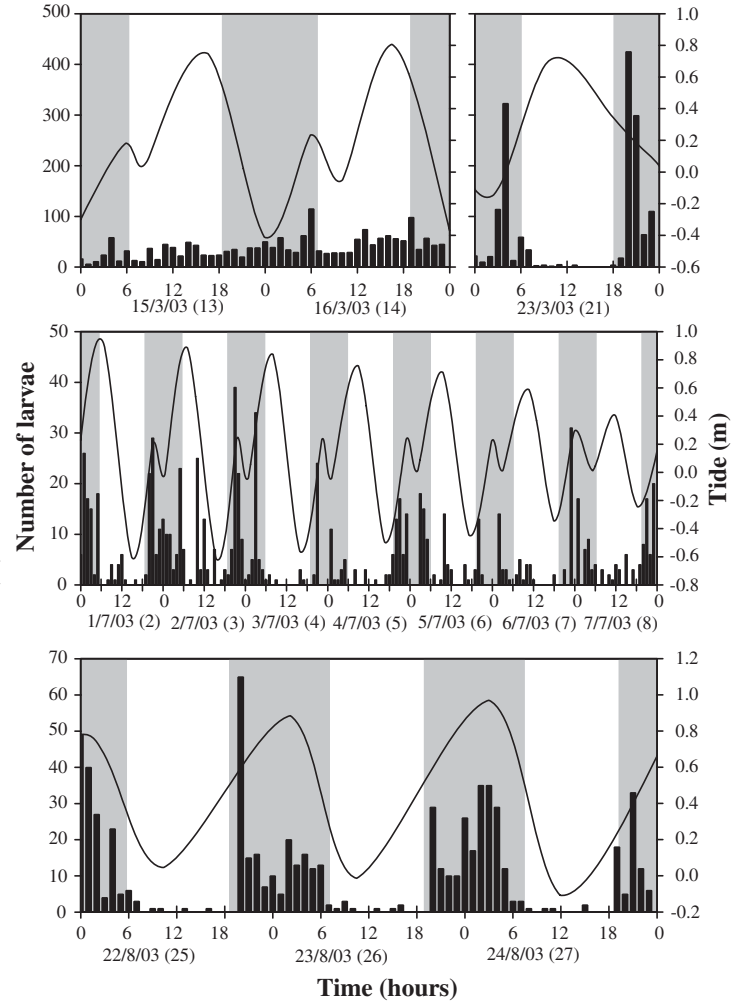 500 400 300 200 100 0
1.0 0.8 0.6 0.4 0.2 0.0 -0.2 -0.4 -0.6
0 6 12 18 0 6 12 18 0 0 6 12 18 0
15/3/03 (13) 16/3/03 (14) 23/3/03 (21)
50 40 30 20 10 0
1.0 0.8 0.6 0.4 0.2 0.0 -0.2 -0.4 -0.6 -0.8
Number of larvae
Tide (m)
0 12 0 12 0 12 0 12 0 12 0 12 0 12 0
1/7/03 (2) 2/7/03 (3) 3/7/03 (4) 4/7/03 (5) 5/7/03 (6) 6/7/03 (7) 7/7/03 (8)
70 60 50 40 30 20 10 0
1.2 1.0 0.8 0.6 0.4 0.2 0.0 -0.2
0 6 12 18 0 6 12 18 0 6 12 18 0
22/8/03 (25) 23/8/03 (26) 24/8/03 (27)
Time (hours)